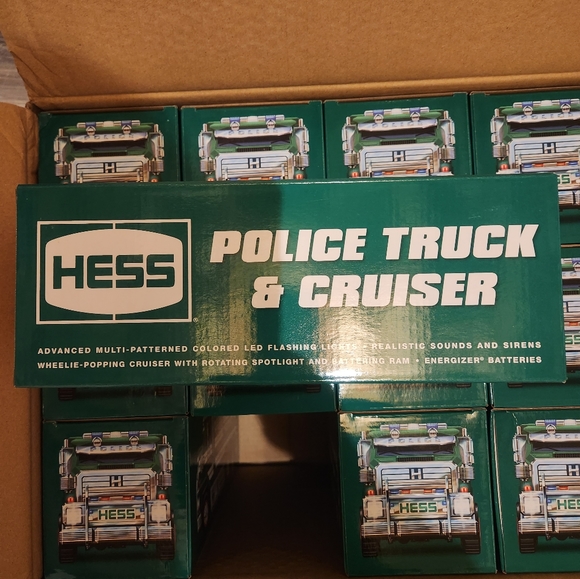 HESS
®
POLICE TRUCK
& CRUISER
ADVANCED MULTI-PATTERNED COLORED LED FLASHING LIGHTS • REALISTIC SOUNDS AND SIRENS
WHEELIE-POPPING CRUISER WITH ROTATING SPOTLIGHT AND BATTERING RAM • ENERGIZER® BATTERIES
HESS
HESS
HESS